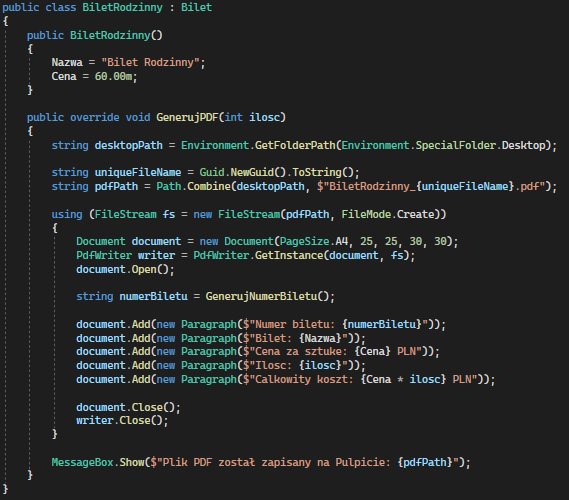 public class BiletRodzinny : Bilet
{
    public BiletRodzinny()
    {
        Nazwa = "Bilet Rodzinny";
        Cena = 60.00m;
    }

    public override void GenerujPDF(int ilosc)
    {
        string desktopPath = Environment.GetFolderPath(Environment.SpecialFolder.Desktop);

        string uniqueFileName = Guid.NewGuid().ToString();
        string pdfPath = Path.Combine(desktopPath, $"BiletRodzinny_{uniqueFileName}.pdf");

        using (FileStream fs = new FileStream(pdfPath, FileMode.Create))
        {
            Document document = new Document(PageSize.A4, 25, 25, 30, 30);
            PdfWriter writer = PdfWriter.GetInstance(document, fs);
            document.Open();

            string numerBiletu = GenerujNumerBiletu();

            document.Add(new Paragraph($"Numer biletu: {numerBiletu}"));
            document.Add(new Paragraph($"Bilet: {Nazwa}"));
            document.Add(new Paragraph($"Cena za sztuke: {Cena} PLN"));
            document.Add(new Paragraph($"Ilosc: {ilosc}"));
            document.Add(new Paragraph($"Calkowity koszt: {Cena * ilosc} PLN"));

            document.Close();
            writer.Close();
        }

        MessageBox.Show($"Plik PDF został zapisany na Pulpicie: {pdfPath}");
    }
}